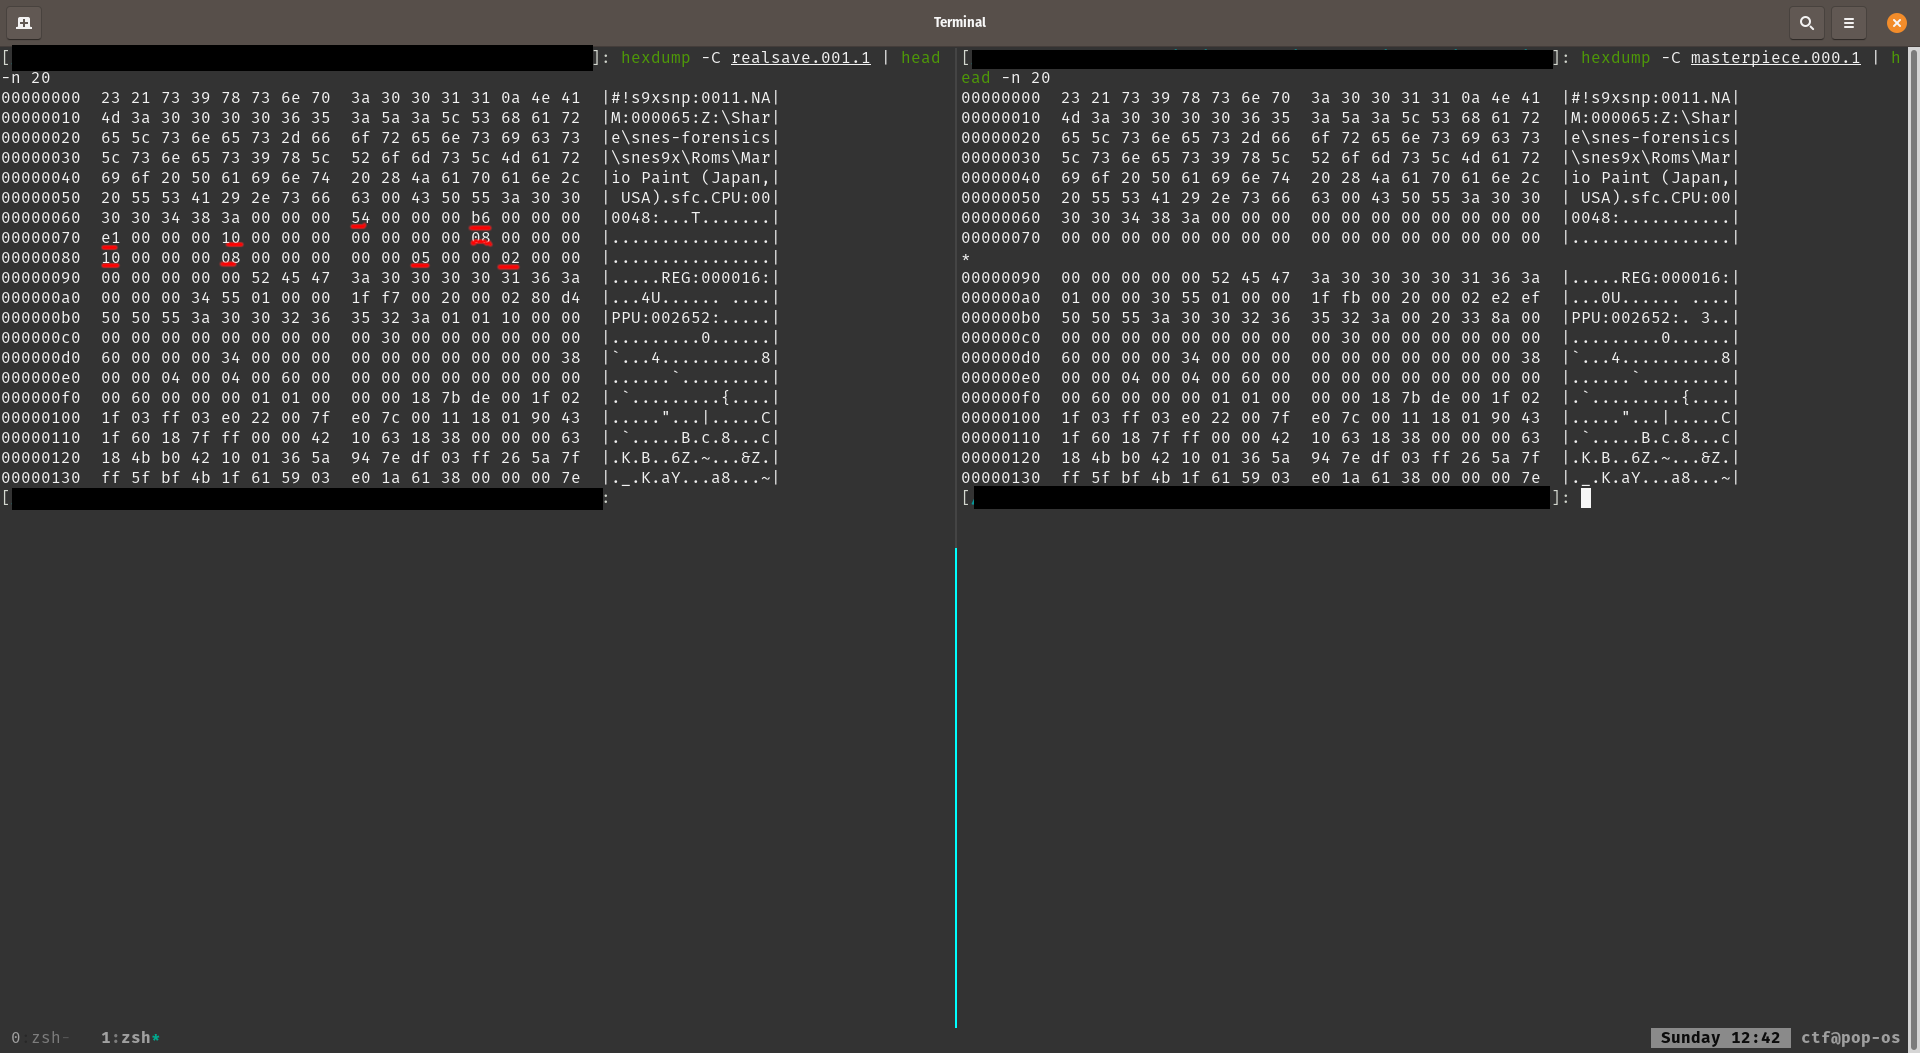 Terminal
[ ]: hexdump -C realsave.001.1 | head
-n 20
00000000  23 21 73 39 78 73 6e 70  3a 30 30 31 31 0a 4e 41  |#!s9xsnp:0011.NA|
00000010  4d 3a 30 30 30 30 36 35  3a 5a 3a 5c 53 68 61 72  |M:000065:Z:\Shar|
00000020  65 5c 73 6e 65 73 2d 66  6f 72 65 6e 73 69 63 73  |e\snes-forensics|
00000030  5c 73 6e 65 73 39 78 5c  52 6f 6d 73 5c 4d 61 72  |\snes9x\Roms\Mar|
00000040  69 6f 20 50 61 69 6e 74  20 28 4a 61 70 61 6e 2c  |io Paint (Japan,|
00000050  20 55 53 41 29 2e 73 66  63 00 43 50 55 3a 30 30  | USA).sfc.CPU:00|
00000060  30 30 34 38 3a 00 00 00  54 00 00 00 b6 00 00 00  |0048:...T.......|
00000070  e1 00 00 00 10 00 00 00  00 00 00 00 08 00 00 00  |................|
00000080  10 00 00 00 08 00 00 00  00 00 05 00 00 02 00 00  |................|
00000090  00 00 00 00 00 52 45 47  3a 30 30 30 30 31 36 3a  |.....REG:000016:|
000000a0  00 00 00 34 55 01 00 00  1f f7 00 20 00 02 80 d4  |...4U...... ....|
000000b0  50 50 55 3a 30 30 32 36  35 32 3a 01 01 10 00 00  |PPU:002652:.....|
000000c0  00 00 00 00 00 00 00 00  00 30 00 00 00 00 00 00  |.........0......|
000000d0  60 00 00 00 34 00 00 00  00 00 00 00 00 00 00 38  |`...4..........8|
000000e0  00 00 04 00 04 00 60 00  00 00 00 00 00 00 00 00  |......`.........|
000000f0  00 60 00 00 00 01 01 00  00 00 18 7b de 00 1f 02  |.`.........{....|
00000100  1f 03 ff 03 e0 22 00 7f  e0 7c 00 11 18 01 90 43  |....."...|.....C|
00000110  1f 60 18 7f ff 00 00 42  10 63 18 38 00 00 00 63  |.`.....B.c.8...c|
00000120  18 4b b0 42 10 01 36 5a  94 7e df 03 ff 26 5a 7f  |.K.B..6Z.~...&Z.|
00000130  ff 5f bf 4b 1f 61 59 03  e0 1a 61 38 00 00 00 7e  |._.K.aY...a8...~|
[ :
[ ]: hexdump -C masterpiece.000.1 | h
ead -n 20
00000000  23 21 73 39 78 73 6e 70  3a 30 30 31 31 0a 4e 41  |#!s9xsnp:0011.NA|
00000010  4d 3a 30 30 30 30 36 35  3a 5a 3a 5c 53 68 61 72  |M:000065:Z:\Shar|
00000020  65 5c 73 6e 65 73 2d 66  6f 72 65 6e 73 69 63 73  |e\snes-forensics|
00000030  5c 73 6e 65 73 39 78 5c  52 6f 6d 73 5c 4d 61 72  |\snes9x\Roms\Mar|
00000040  69 6f 20 50 61 69 6e 74  20 28 4a 61 70 61 6e 2c  |io Paint (Japan,|
00000050  20 55 53 41 29 2e 73 66  63 00 43 50 55 3a 30 30  | USA).sfc.CPU:00|
00000060  30 30 34 38 3a 00 00 00  00 00 00 00 00 00 00 00  |0048:...........|
00000070  00 00 00 00 00 00 00 00  00 00 00 00 00 00 00 00  |................|
*
00000090  00 00 00 00 00 52 45 47  3a 30 30 30 30 31 36 3a  |.....REG:000016:|
000000a0  01 00 00 30 55 01 00 00  1f fb 00 20 00 02 e2 ef  |...0U...... ....|
000000b0  50 50 55 3a 30 30 32 36  35 32 3a 00 20 33 8a 00  |PPU:002652:. 3..|
000000c0  00 00 00 00 00 00 00 00  00 30 00 00 00 00 00 00  |.........0......|
000000d0  60 00 00 00 34 00 00 00  00 00 00 00 00 00 00 38  |`...4..........8|
000000e0  00 00 04 00 04 00 60 00  00 00 00 00 00 00 00 00  |......`.........|
000000f0  00 60 00 00 00 01 01 00  00 00 18 7b de 00 1f 02  |.`.........{....|
00000100  1f 03 ff 03 e0 22 00 7f  e0 7c 00 11 18 01 90 43  |....."...|.....C|
00000110  1f 60 18 7f ff 00 00 42  10 63 18 38 00 00 00 63  |.`.....B.c.8...c|
00000120  18 4b b0 42 10 01 36 5a  94 7e df 03 ff 26 5a 7f  |.K.B..6Z.~...&Z.|
00000130  ff 5f bf 4b 1f 61 59 03  e0 1a 61 38 00 00 00 7e  |._.K.aY...a8...~|
[ ]:
0 zsh- 1:zsh* Sunday 12:42 ctf@pop-os